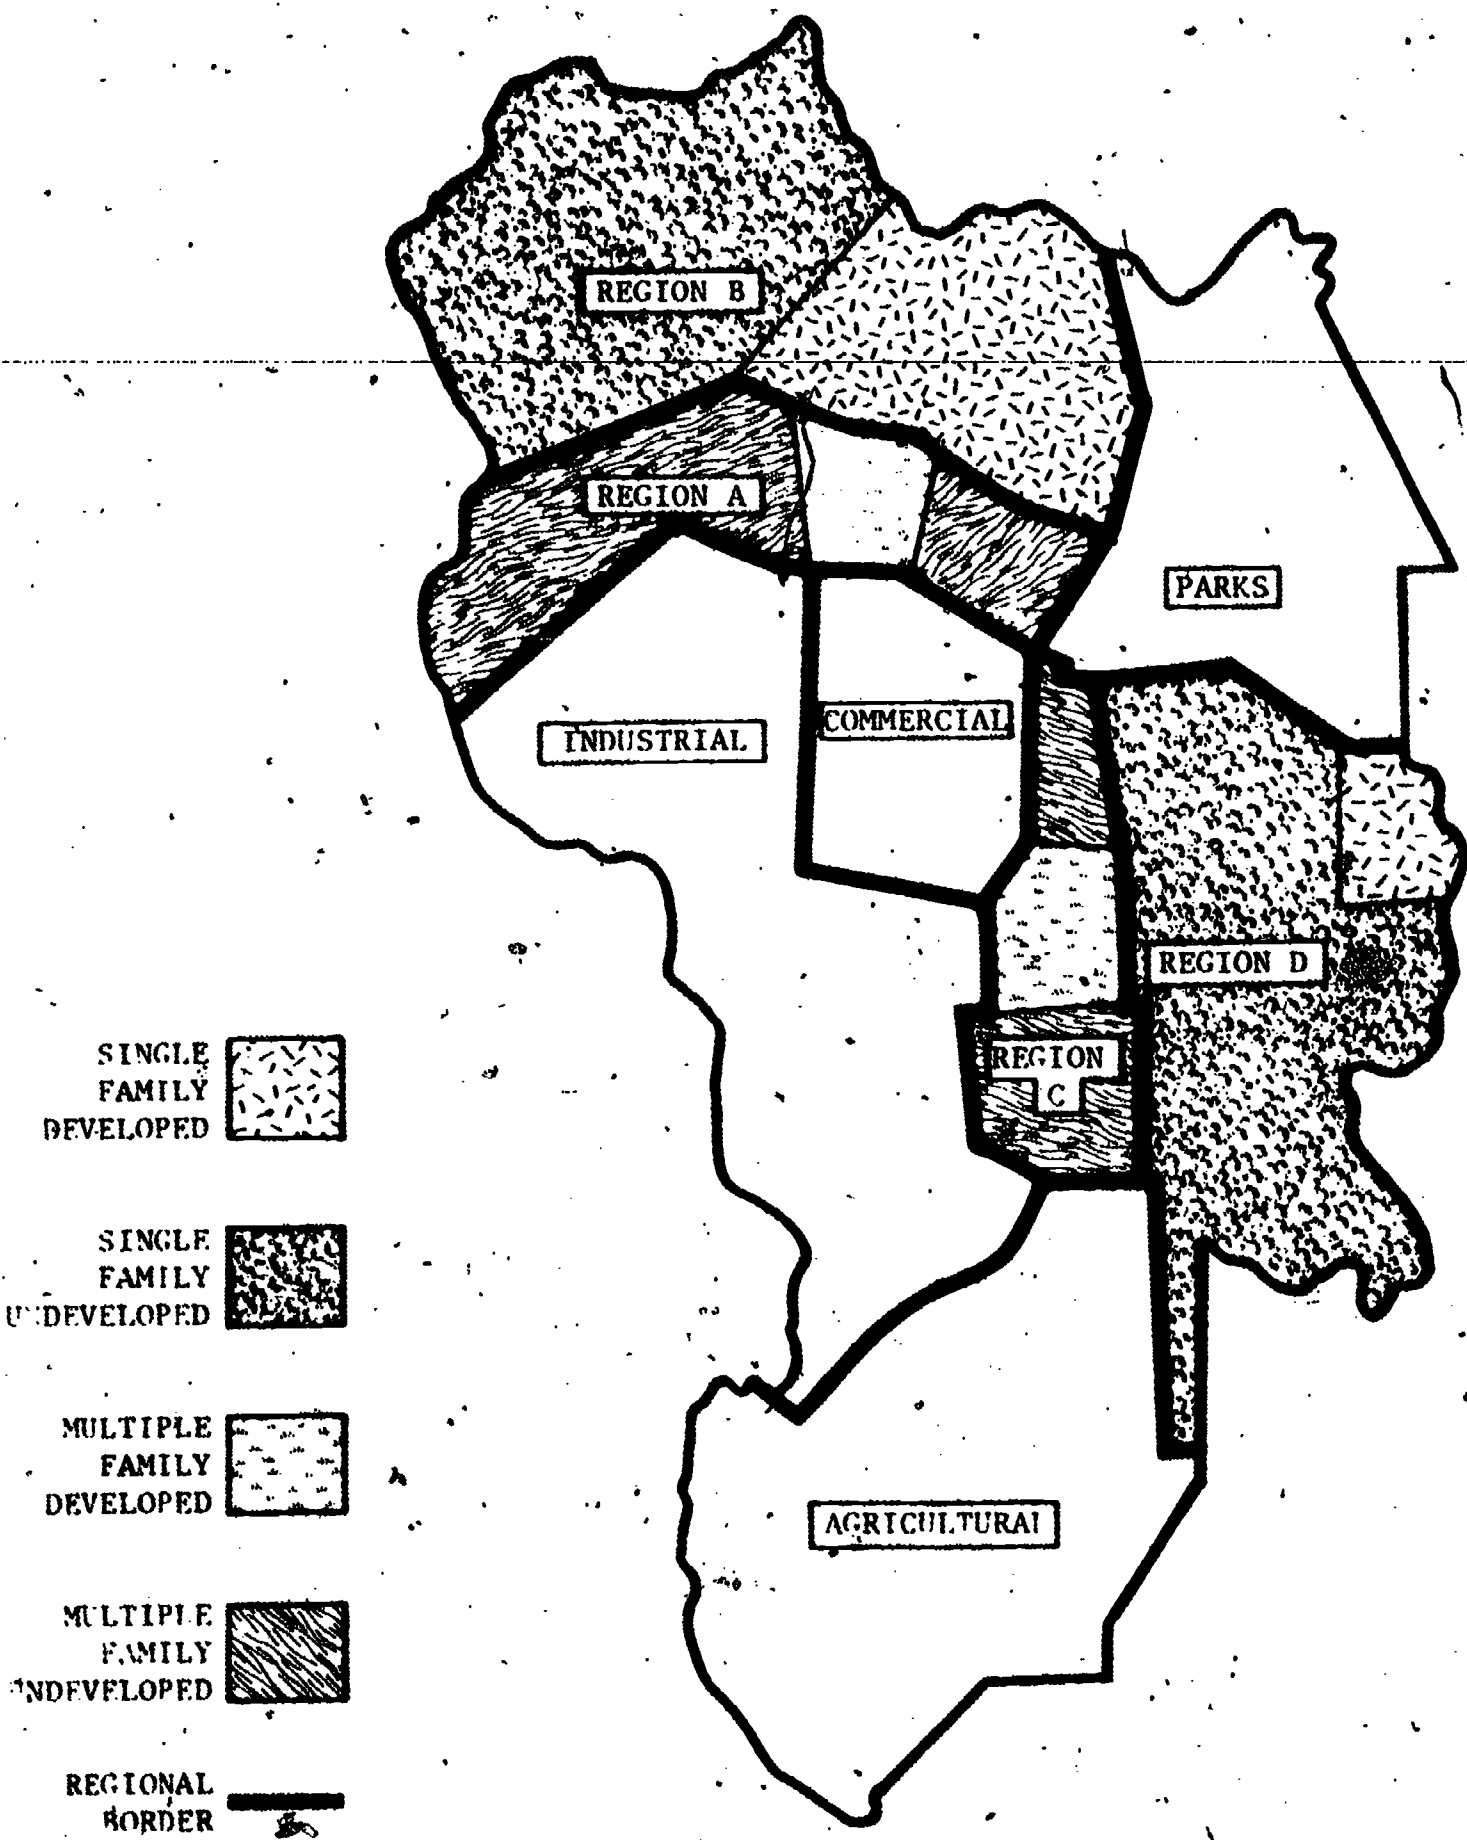 REGION B
REGION A
PARKS
INDUSTRIAL
COMMERCIAL
REGION D
REGION
C
AGRICULTURAL
SINGLE
FAMILY
DEVELOPED
SINGLE
FAMILY
UNDEVELOPED
MULTIPLE
FAMILY
DEVELOPED
MULTIPLE
FAMILY
UNDEVELOPED
REGIONAL
BORDER